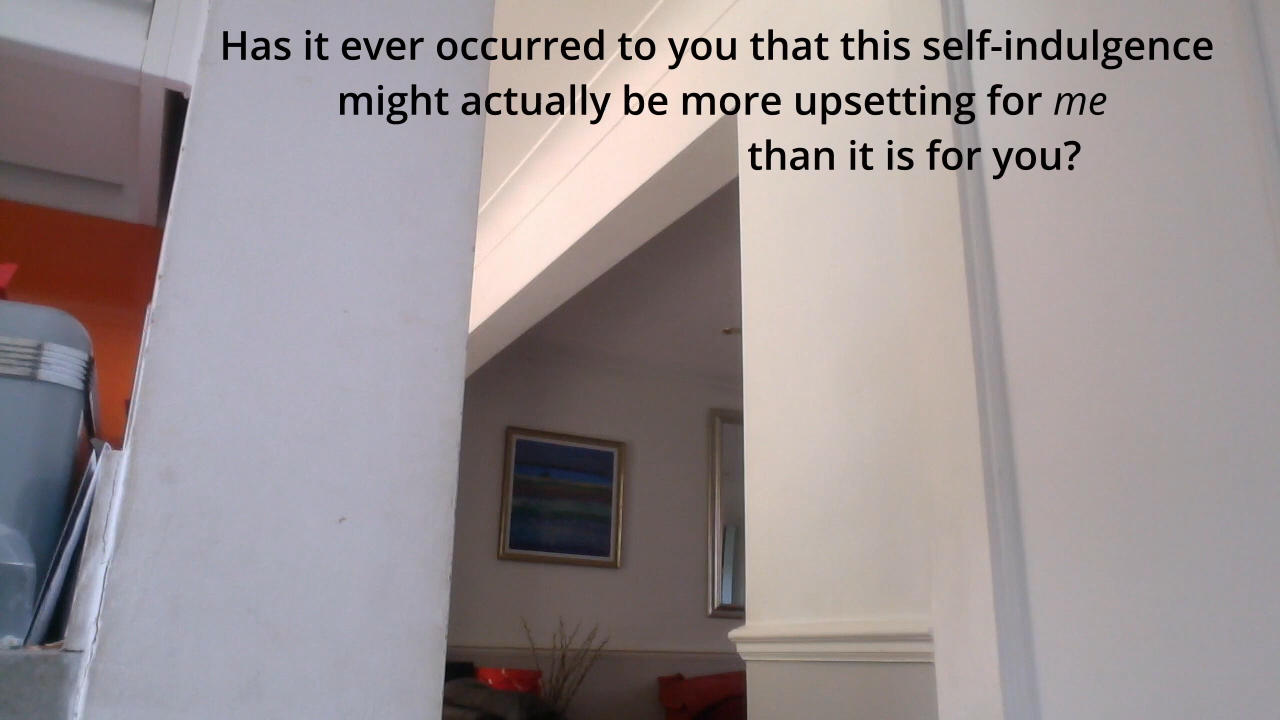 Has it ever occurred to you that this self-indulgence
might actually be more upsetting for me
than it is for you?